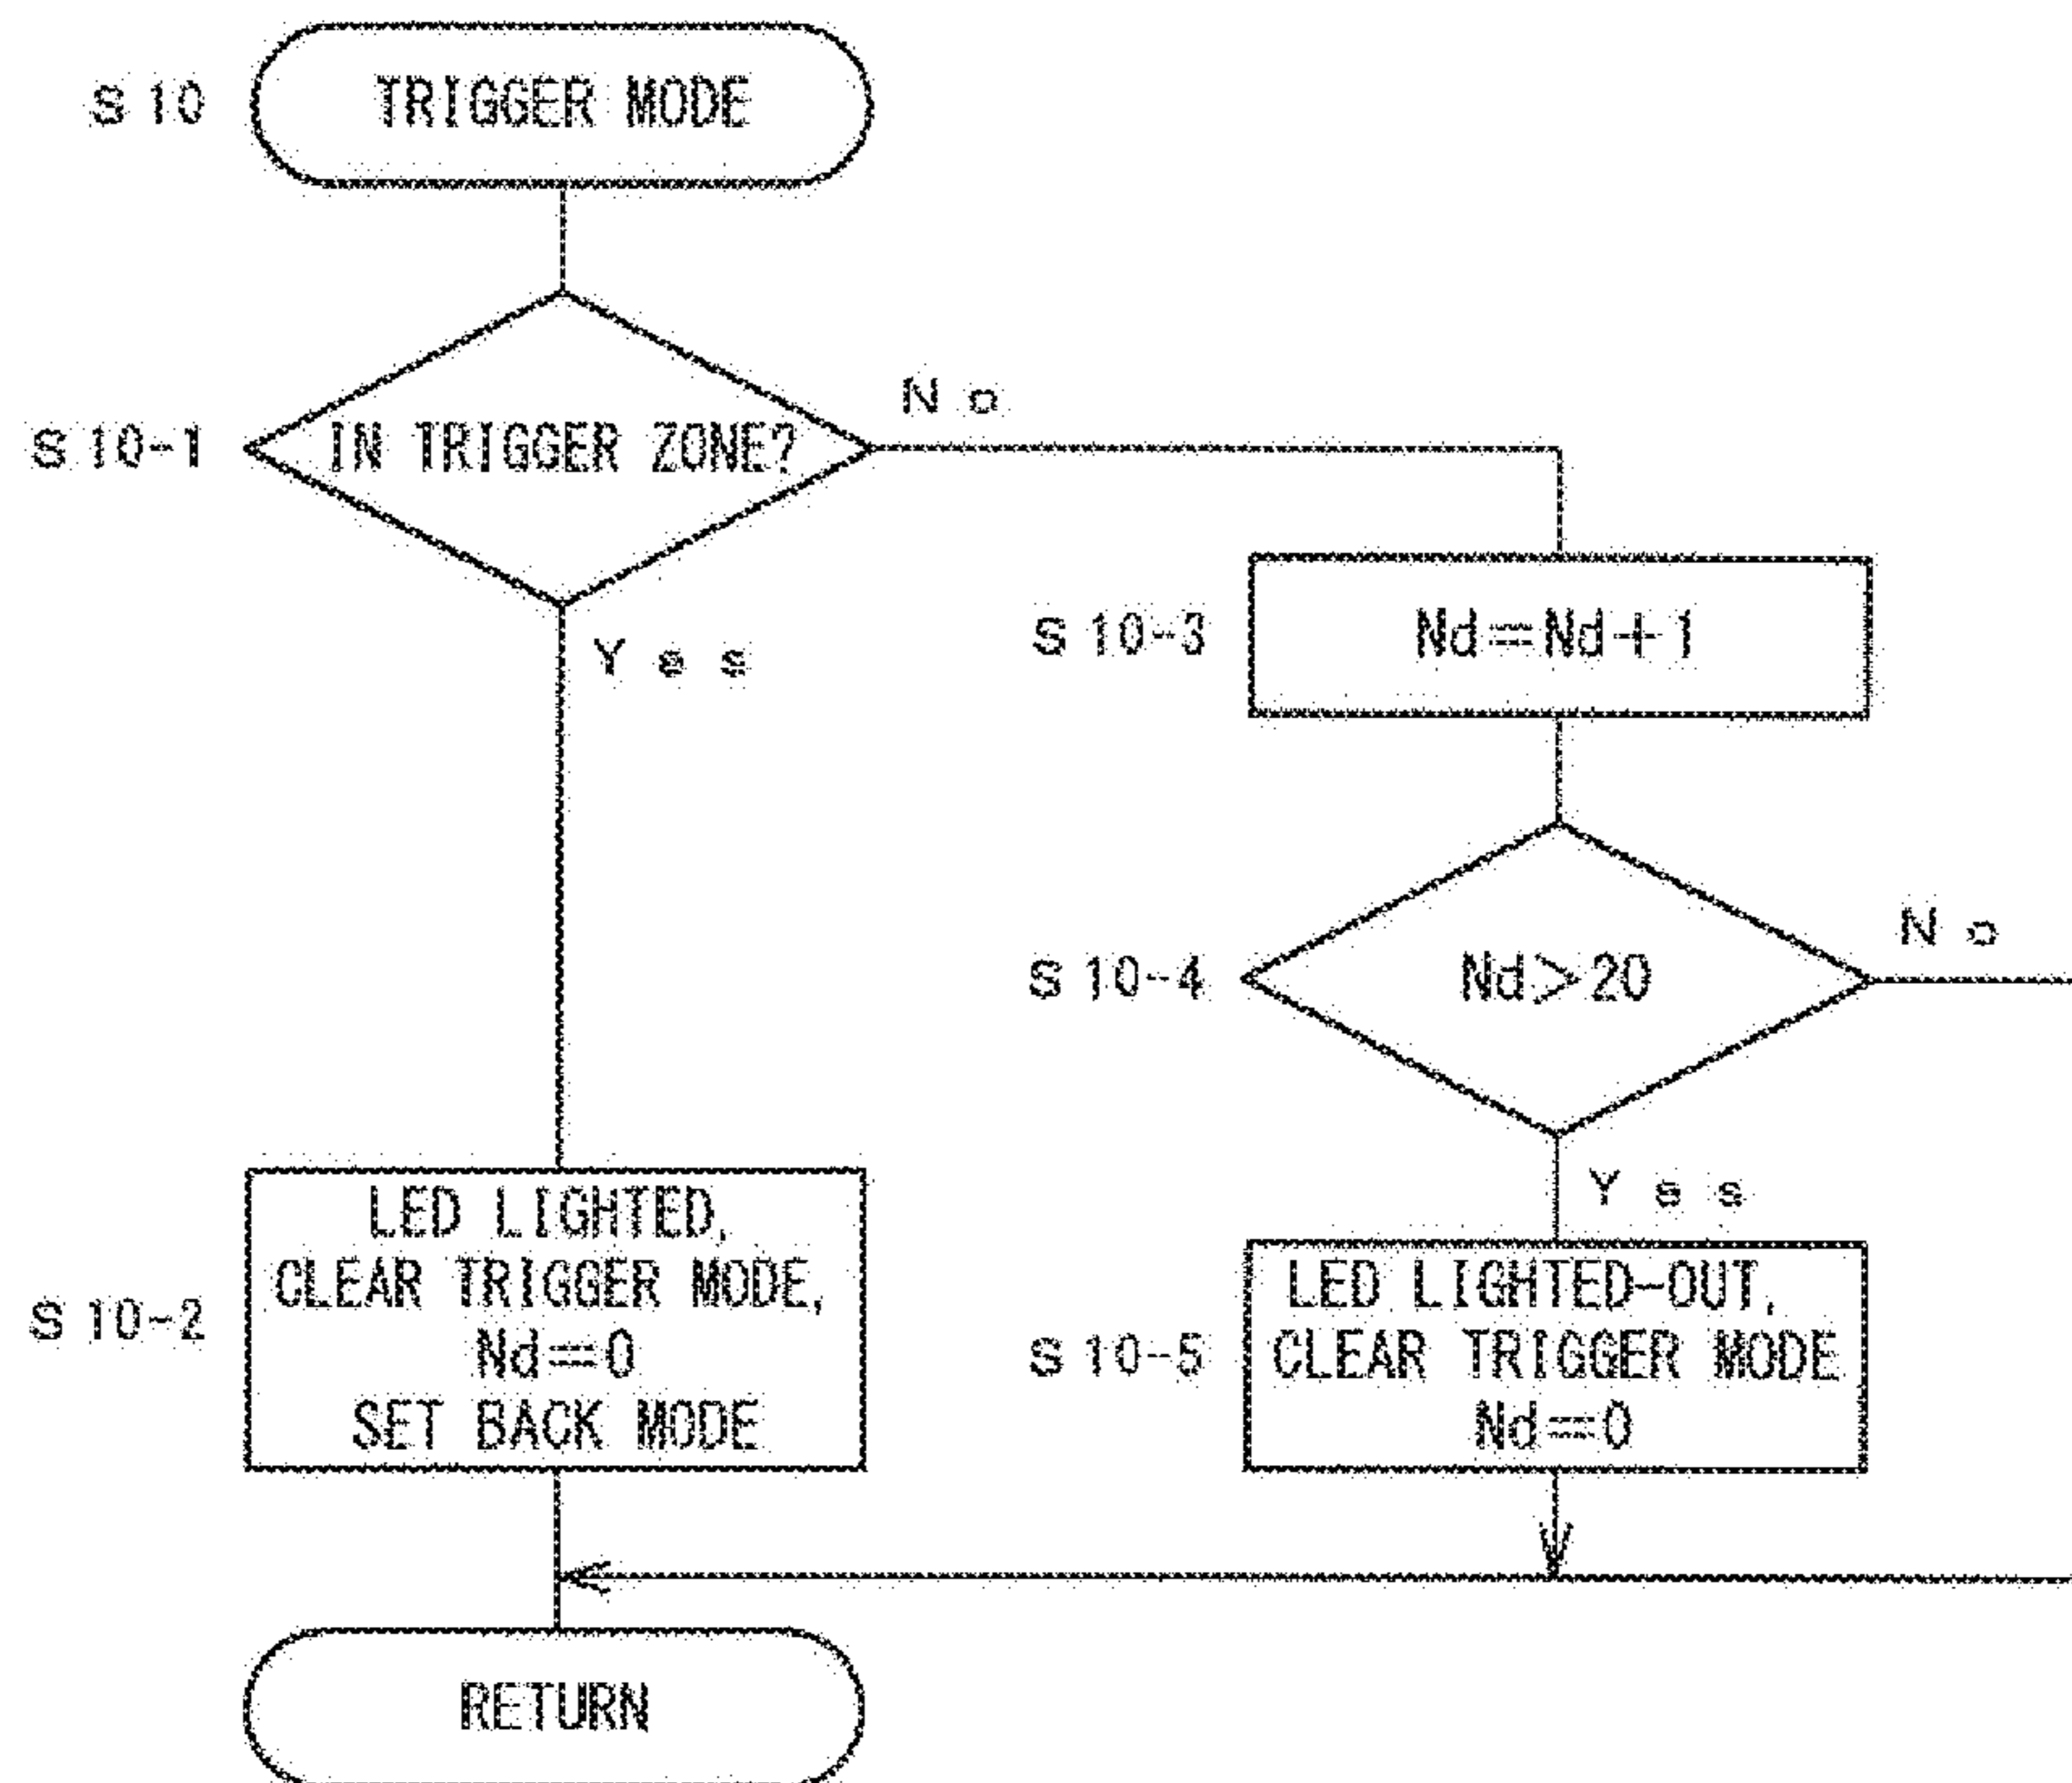 S 10
TRIGGER MODE
S 10-1
IN TRIGGER ZONE?
No
Yes
S 10-3
Nd=Nd+1
S 10-4
Nd>20
No
Yes
S 10-2
LED LIGHTED,
CLEAR TRIGGER MODE,
Nd=0
SET BACK MODE
S 10-5
LED LIGHTED-OUT,
CLEAR TRIGGER MODE
Nd=0
RETURN